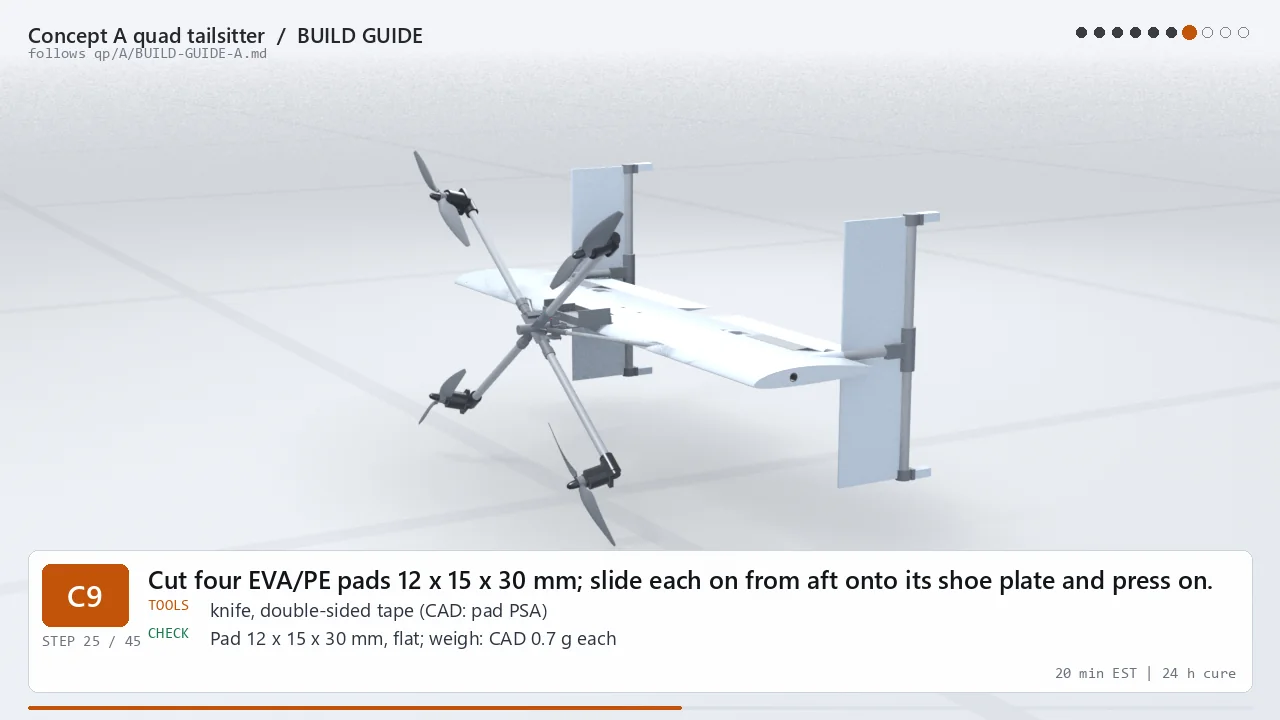 Concept A quad tailsitter / BUILD GUIDE
follows qp/A/BUILD-GUIDE-A.md
C9
Cut four EVA/PE pads 12 x 15 x 30 mm; slide each on from aft onto its shoe plate and press on.
TOOLS knife, double-sided tape (CAD: pad PSA)
CHECK Pad 12 x 15 x 30 mm, flat; weigh: CAD 0.7 g each
STEP 25 / 45
20 min EST | 24 h cure